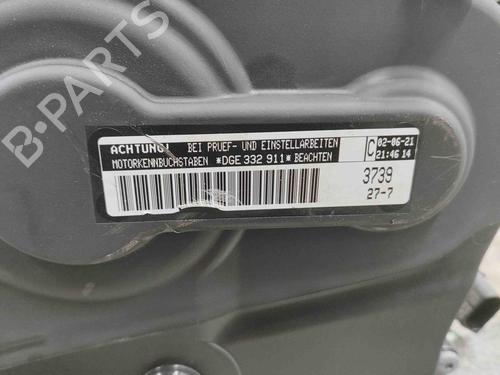 B-PARTS
ACHTUNG! BEI PRUEF- UND EINSTELLARBEITEN
MOTORKENNBUCHSTABEN *DGE 332 911* BEACHTEN
C 02-06-21
21:46 14
3739
27-7